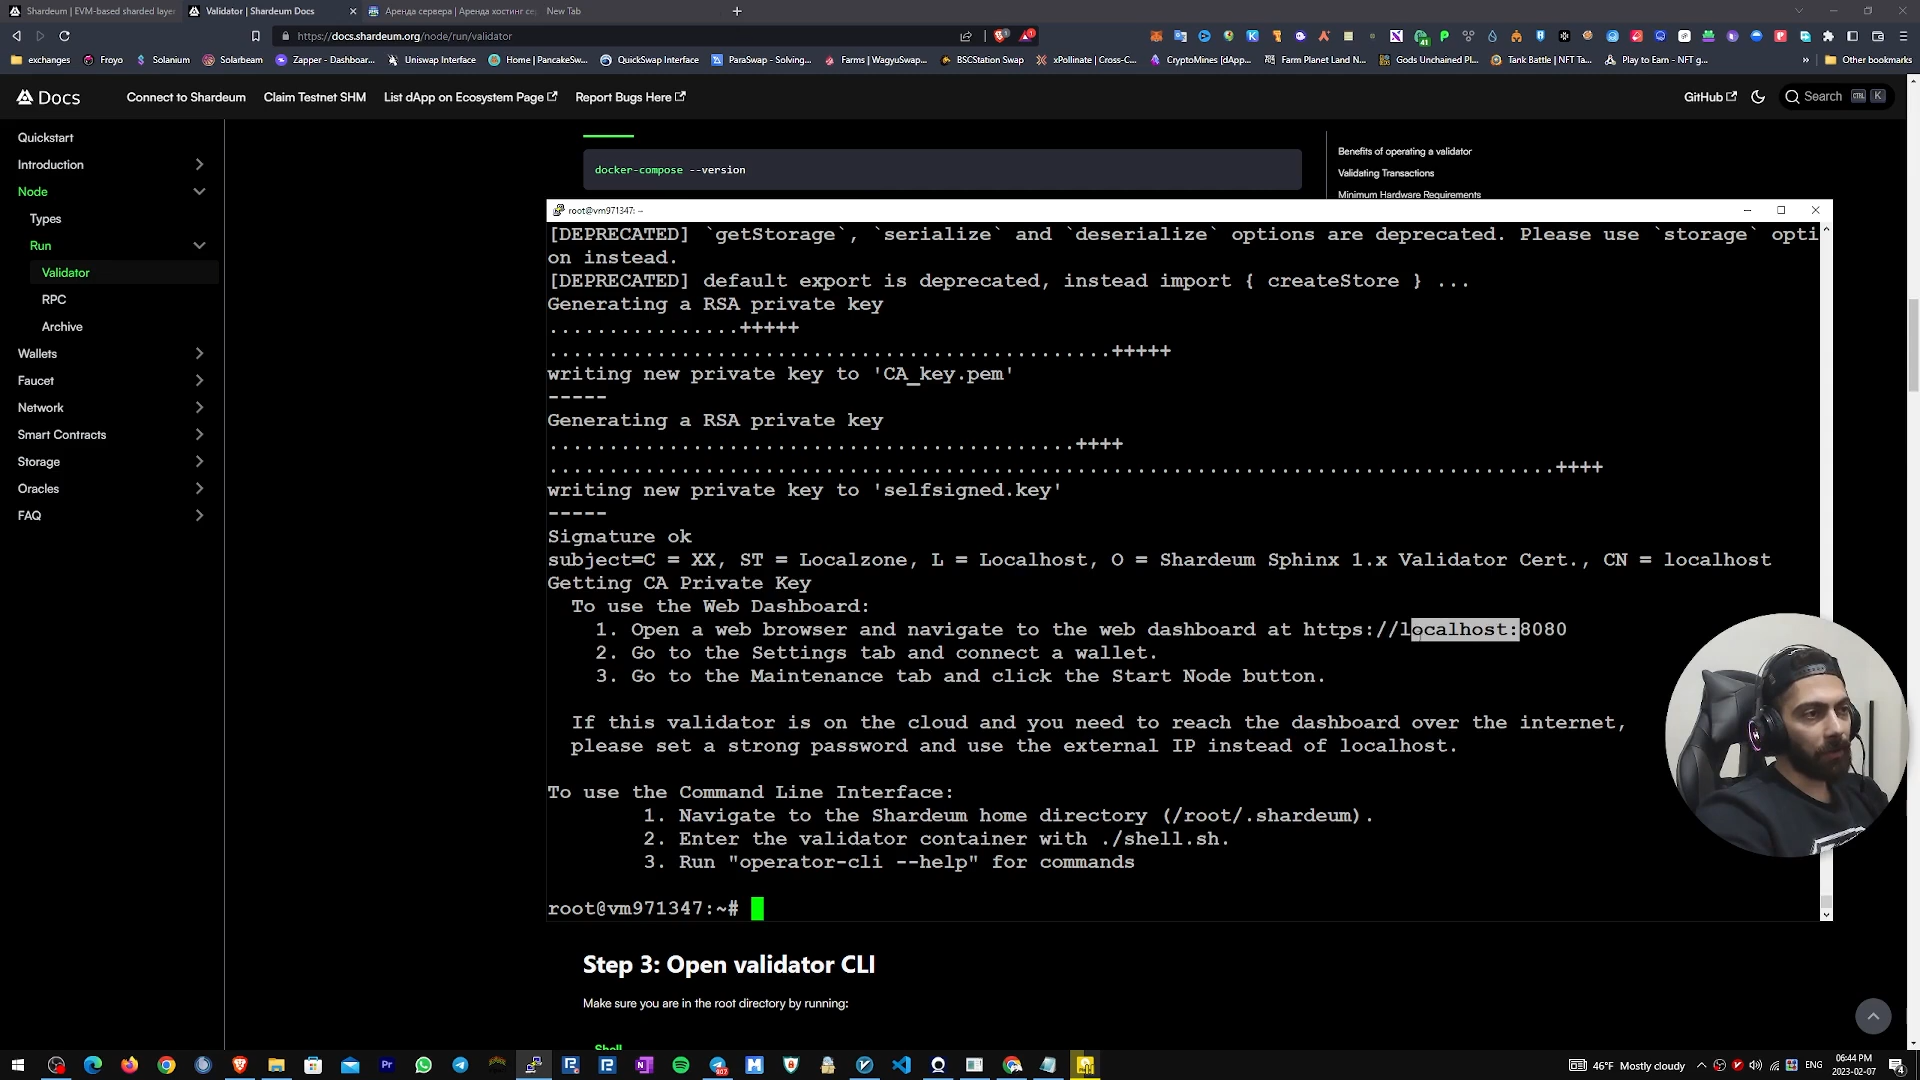 Shardeum | EVM-based sharded laye
Validator | Shardeum Docs
Аренда сервера | Аренда хостинг се
New Tab
https://docs.shardeum.org/node/run/validator
exchanges
Froyo
Solanium
Solarbeam
Zapper - Dashboar...
Uniswap Interface
Home | PancakeSw...
QuickSwap Interface
ParaSwap - Solving...
Farms | WagyuSwap...
BSCStation Swap
xPollinate | Cross-C...
CryptoMines [dApp...
Farm Planet Land N...
Gods Unchained Pl...
Tank Battle | NFT Ta...
Play to Earn - NFT g...
»
Other bookmarks
Docs
Connect to Shardeum
Claim Testnet SHM
List dApp on Ecosystem Page
Report Bugs Here
GitHub
Search
CTRL K
Quickstart
Introduction
Node
Types
Run
Validator
RPC
Archive
Wallets
Faucet
Network
Smart Contracts
Storage
Oracles
FAQ
docker-compose --version
Benefits of operating a validator
Validating Transactions
Minimum Hardware Requirements
root@vm971347: ~
[DEPRECATED] `getStorage`, `serialize` and `deserialize` options are deprecated. Please use `storage` opti
on instead.
[DEPRECATED] default export is deprecated, instead import { createStore } ...
Generating a RSA private key
................+++++
...............................................+++++
writing new private key to 'CA_key.pem'
-----
Generating a RSA private key
............................................++++
....................................................................................++++
writing new private key to 'selfsigned.key'
-----
Signature ok
subject=C = XX, ST = Localzone, L = Localhost, O = Shardeum Sphinx 1.x Validator Cert., CN = localhost
Getting CA Private Key
To use the Web Dashboard:
1. Open a web browser and navigate to the web dashboard at https://localhost:8080
2. Go to the Settings tab and connect a wallet.
3. Go to the Maintenance tab and click the Start Node button.
If this validator is on the cloud and you need to reach the dashboard over the internet,
please set a strong password and use the external IP instead of localhost.
To use the Command Line Interface:
1. Navigate to the Shardeum home directory (/root/.shardeum).
2. Enter the validator container with ./shell.sh.
3. Run "operator-cli --help" for commands
root@vm971347:~#
Step 3: Open validator CLI
Make sure you are in the root directory by running:
Shell
46°F Mostly cloudy
ENG
06:44 PM
2023-02-07